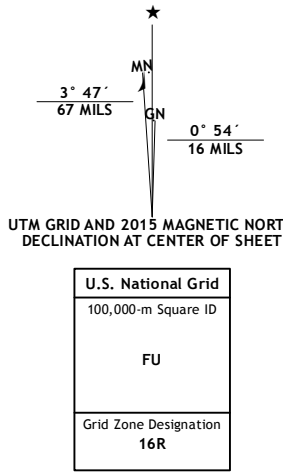 ★
MN
3° 47´
67 MILS
GN
0° 54´
16 MILS
UTM GRID AND 2015 MAGNETIC NORT
DECLINATION AT CENTER OF SHEET
U.S. National Grid
100,000-m Square ID
FU
Grid Zone Designation
16R